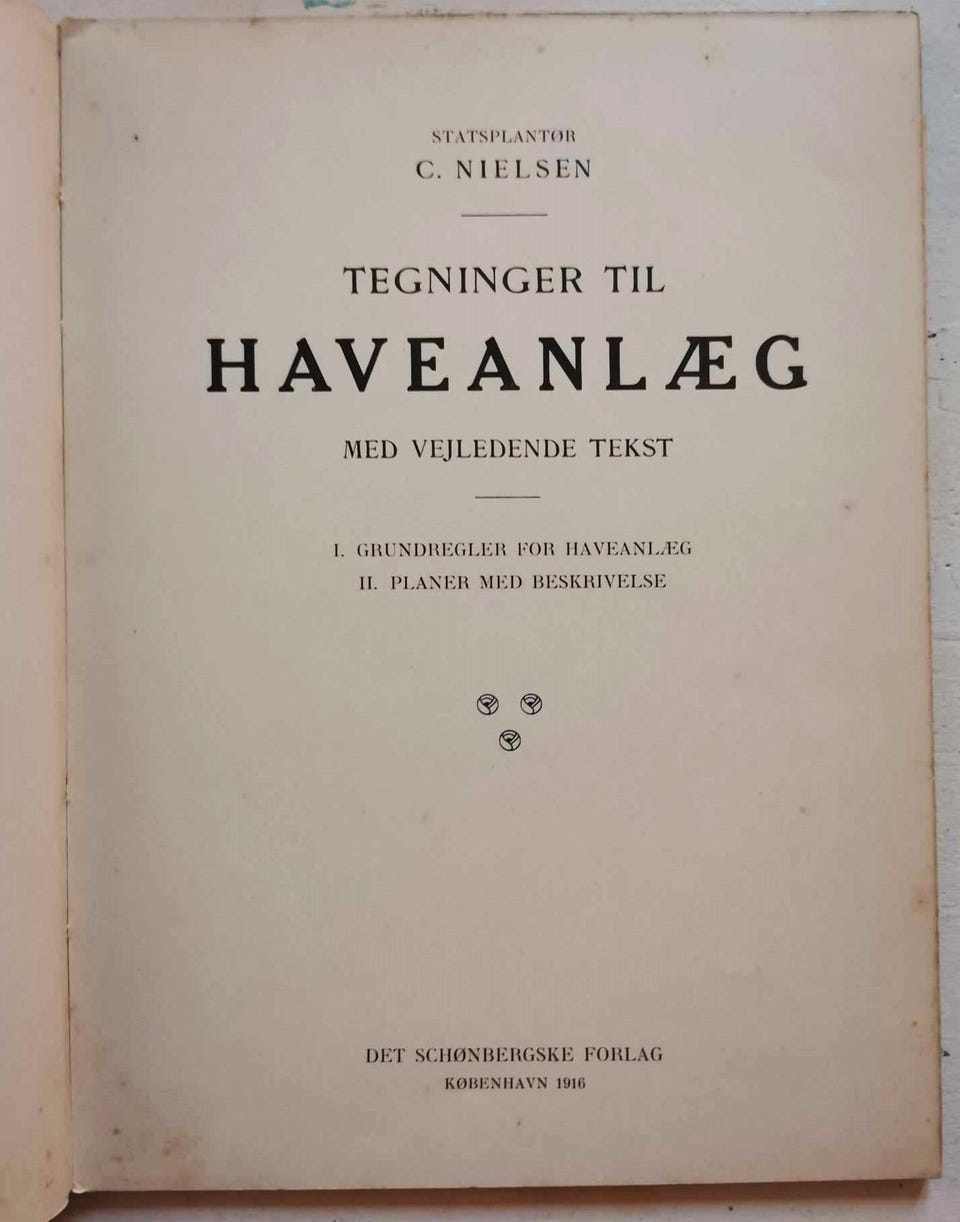 STATSPLANTØR
C. NIELSEN
TEGNINGER TIL
HAVEANLÆG
MED VEJLEDENDE TEKST
I. GRUNDREGLER FOR HAVEANLÆG
II. PLANER MED BESKRIVELSE
DET SCHØNBERGSKE FORLAG
KØBENHAVN 1916